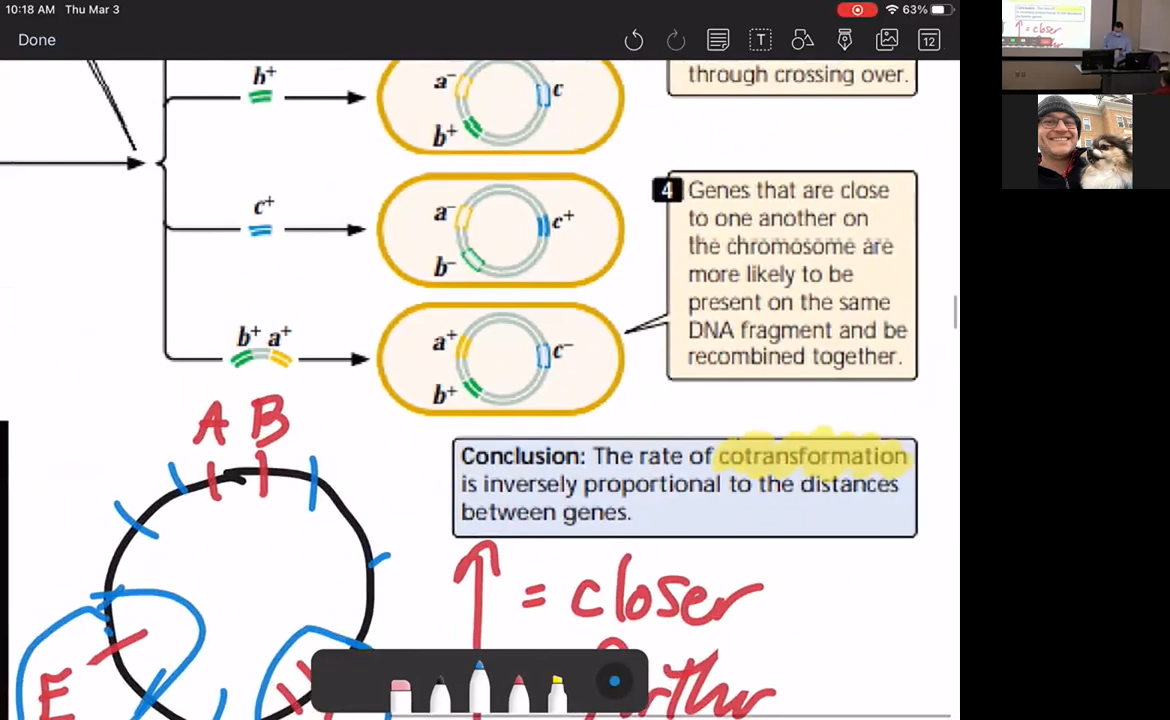 10:18 AM Thu Mar 3
63%
Done
T
12
b⁺
a⁻
c
b⁺
through crossing over.
c⁺
a⁻
c⁺
b⁻
4 Genes that are close
to one another on
the chromosome are
more likely to be
present on the same
DNA fragment and be
recombined together.
b⁺ a⁺
a⁺
c⁻
b⁺
A B
Conclusion: The rate of cotransformation
is inversely proportional to the distances
between genes.
↑ = closer
E